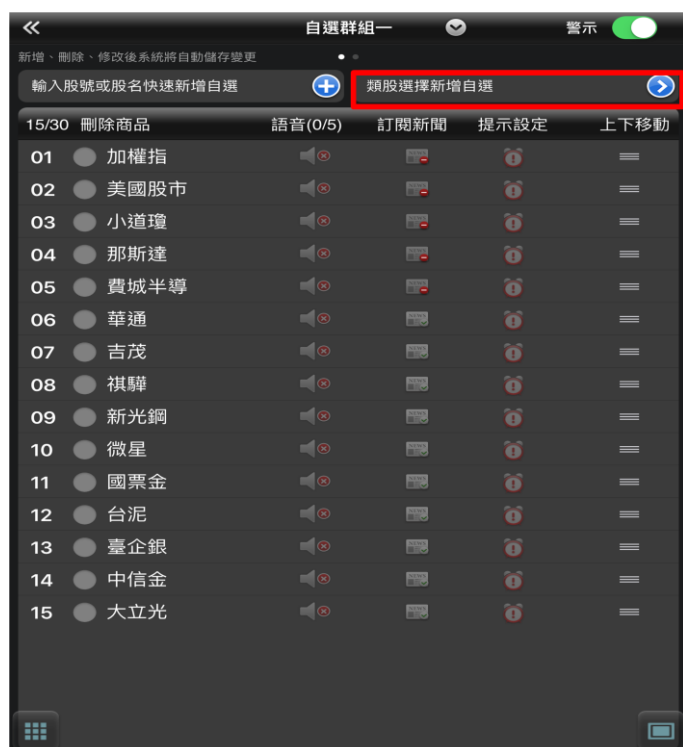 自選群組一 警示
新增、刪除、修改後系統將自動儲存變更
輸入股號或股名快速新增自選 類股選擇新增自選
15/30 刪除商品 語音(0/5) 訂閱新聞 提示設定 上下移動
01 加權指
02 美國股市
03 小道瓊
04 那斯達
05 費城半導
06 華通
07 吉茂
08 祺驊
09 新光鋼
10 微星
11 國票金
12 台泥
13 臺企銀
14 中信金
15 大立光